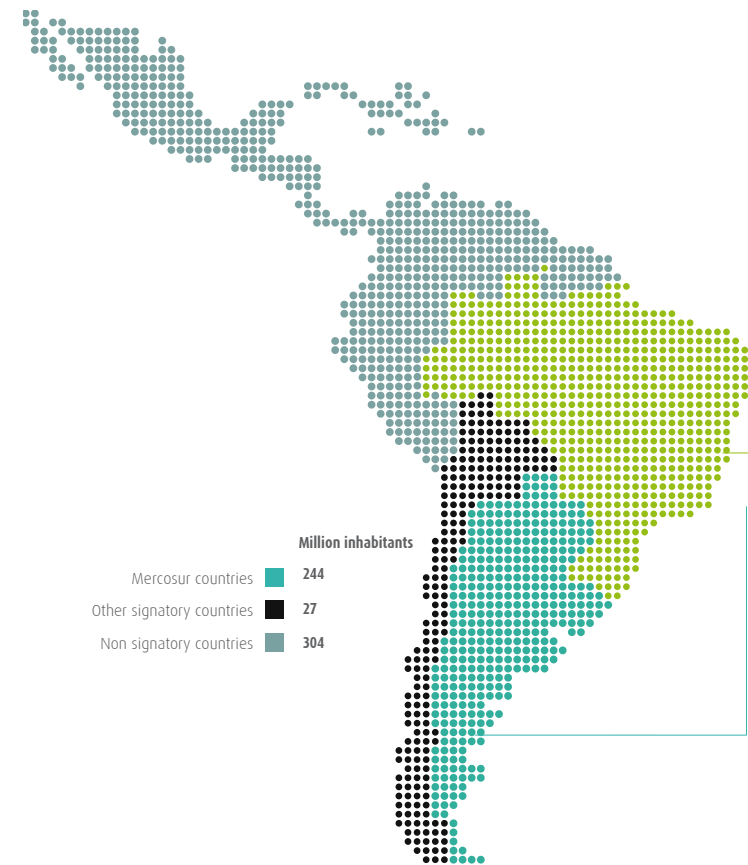 Million inhabitants
Mercosur countries 244
Other signatory countries 27
Non signatory countries 304